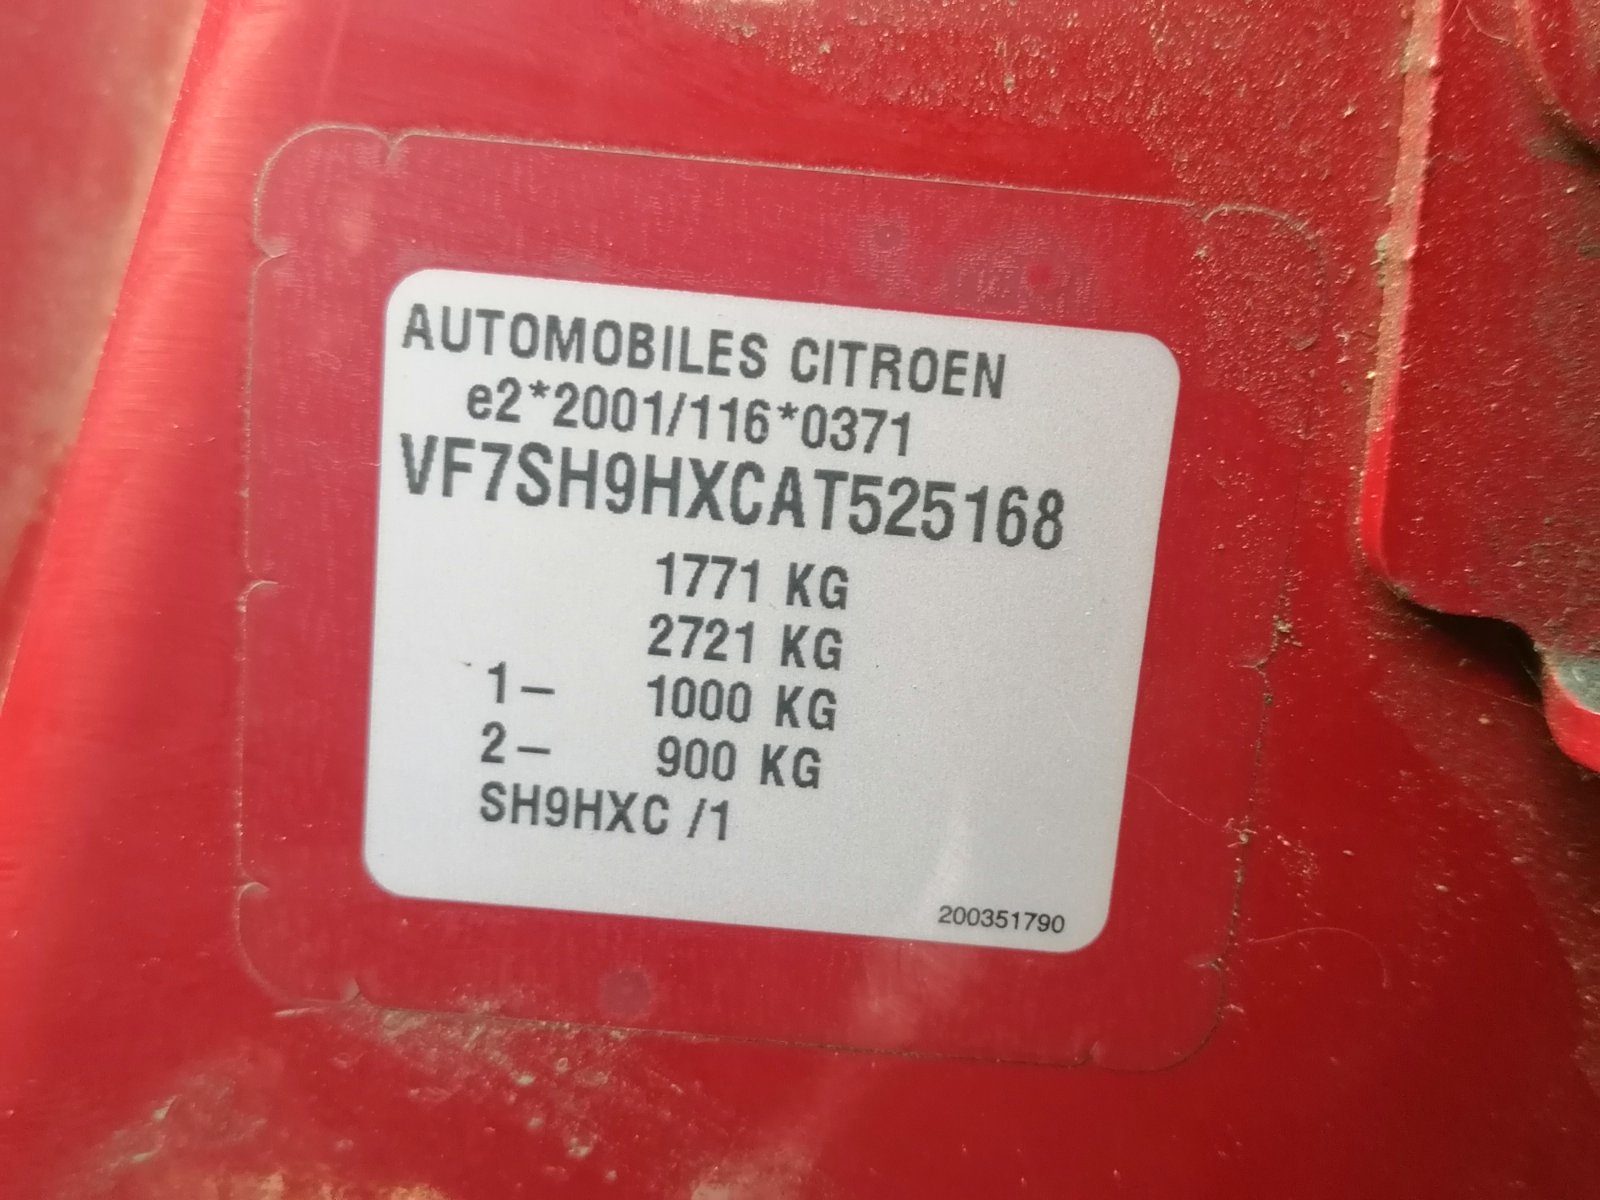 AUTOMOBILES CITROEN
e2*2001/116*0371
VF7SH9HXCAT525168
1771 KG
2721 KG
1– 1000 KG
2– 900 KG
SH9HXC /1
200351790